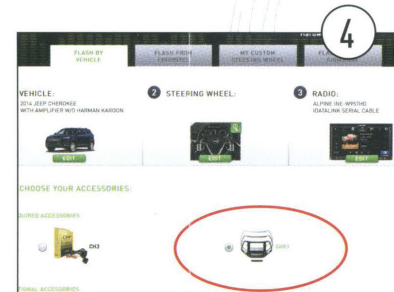 4
FLASH BY
VEHICLE
FLASH FROM
FAVORITES
MY CUSTOM
STEERING WHEEL
VEHICLE:
2014 JEEP CHEROKEE
WITH AMPLIFIER W/O HARMAN KARDON
EDIT
2 STEERING WHEEL:
EDIT
3 RADIO:
ALPINE INE-W957HD
IDATALINK SERIAL CABLE
EDIT
CHOOSE YOUR ACCESSORIES:
QUIRED ACCESSORIES
CH3
TIONAL ACCESSORIES